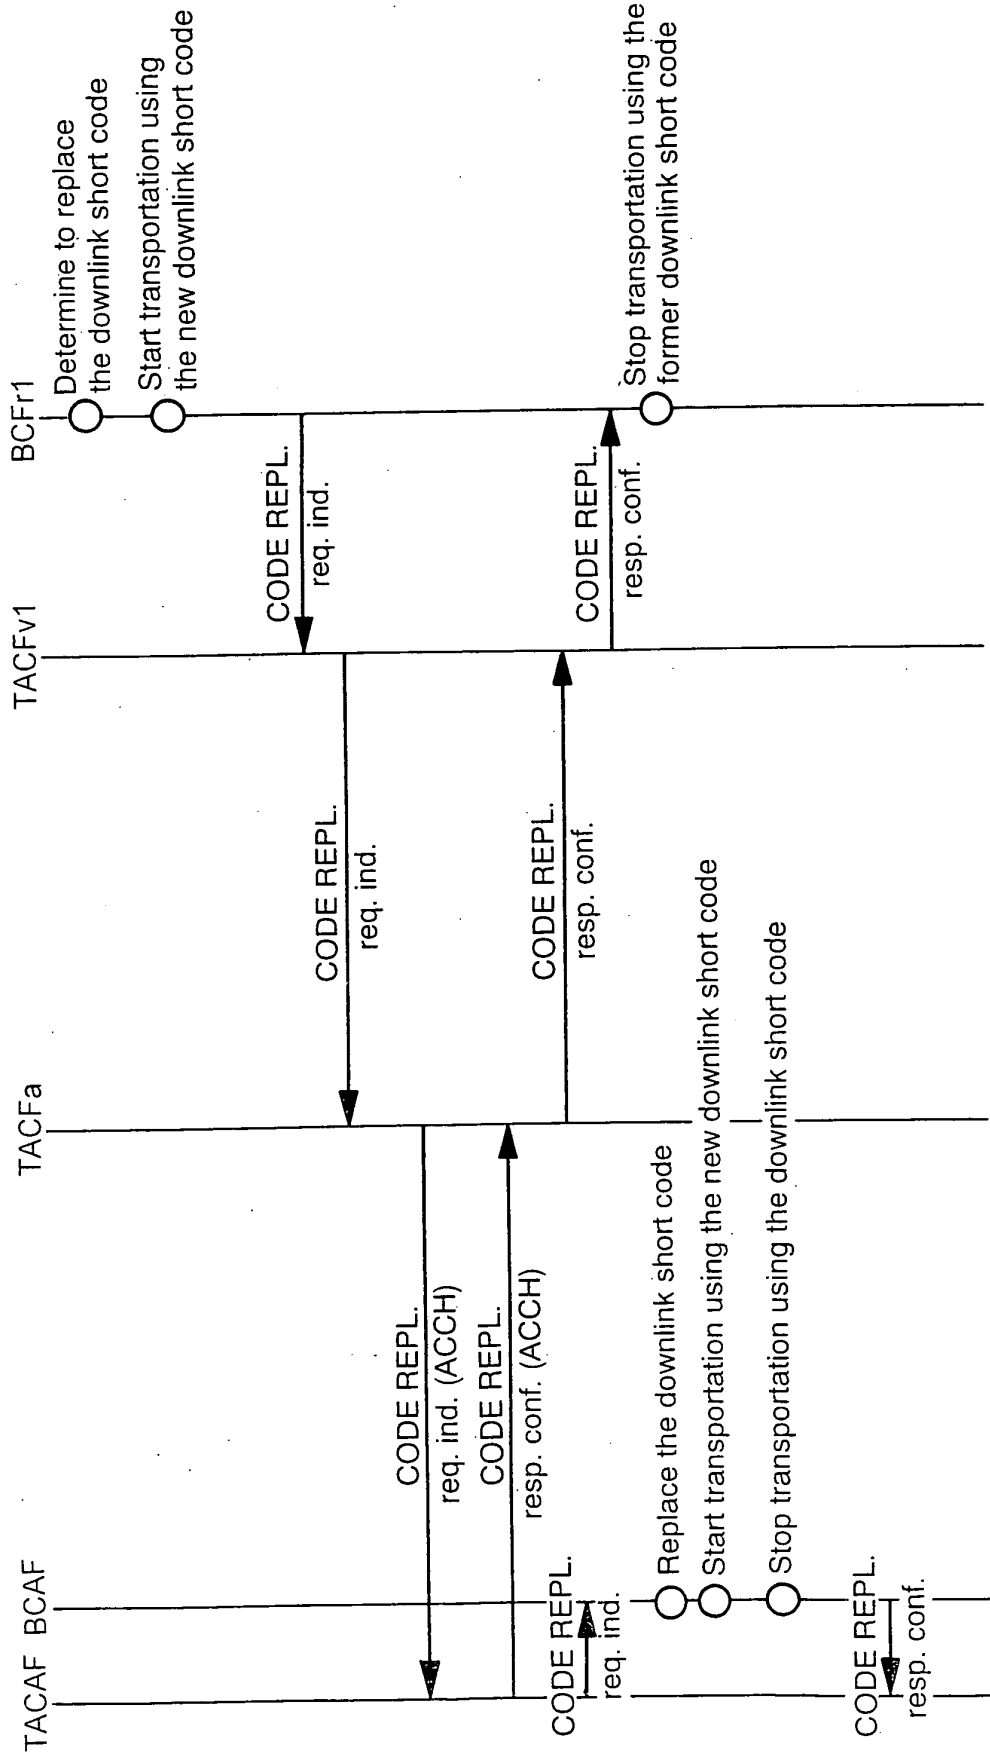 TACAF BCAF
TACFa
TACFv1
BCFr1
Determine to replace
the downlink short code
Start transportation using
the new downlink short code
CODE REPL.
req. ind.
CODE REPL.
req. ind.
CODE REPL.
req. ind. (ACCH)
CODE REPL.
resp. conf. (ACCH)
CODE REPL.
resp. conf.
CODE REPL.
resp. conf.
CODE REPL.
req. ind.
Stop transportation using the
former downlink short code
Replace the downlink short code
Start transportation using the new downlink short code
Stop transportation using the downlink short code
CODE REPL.
resp. conf.